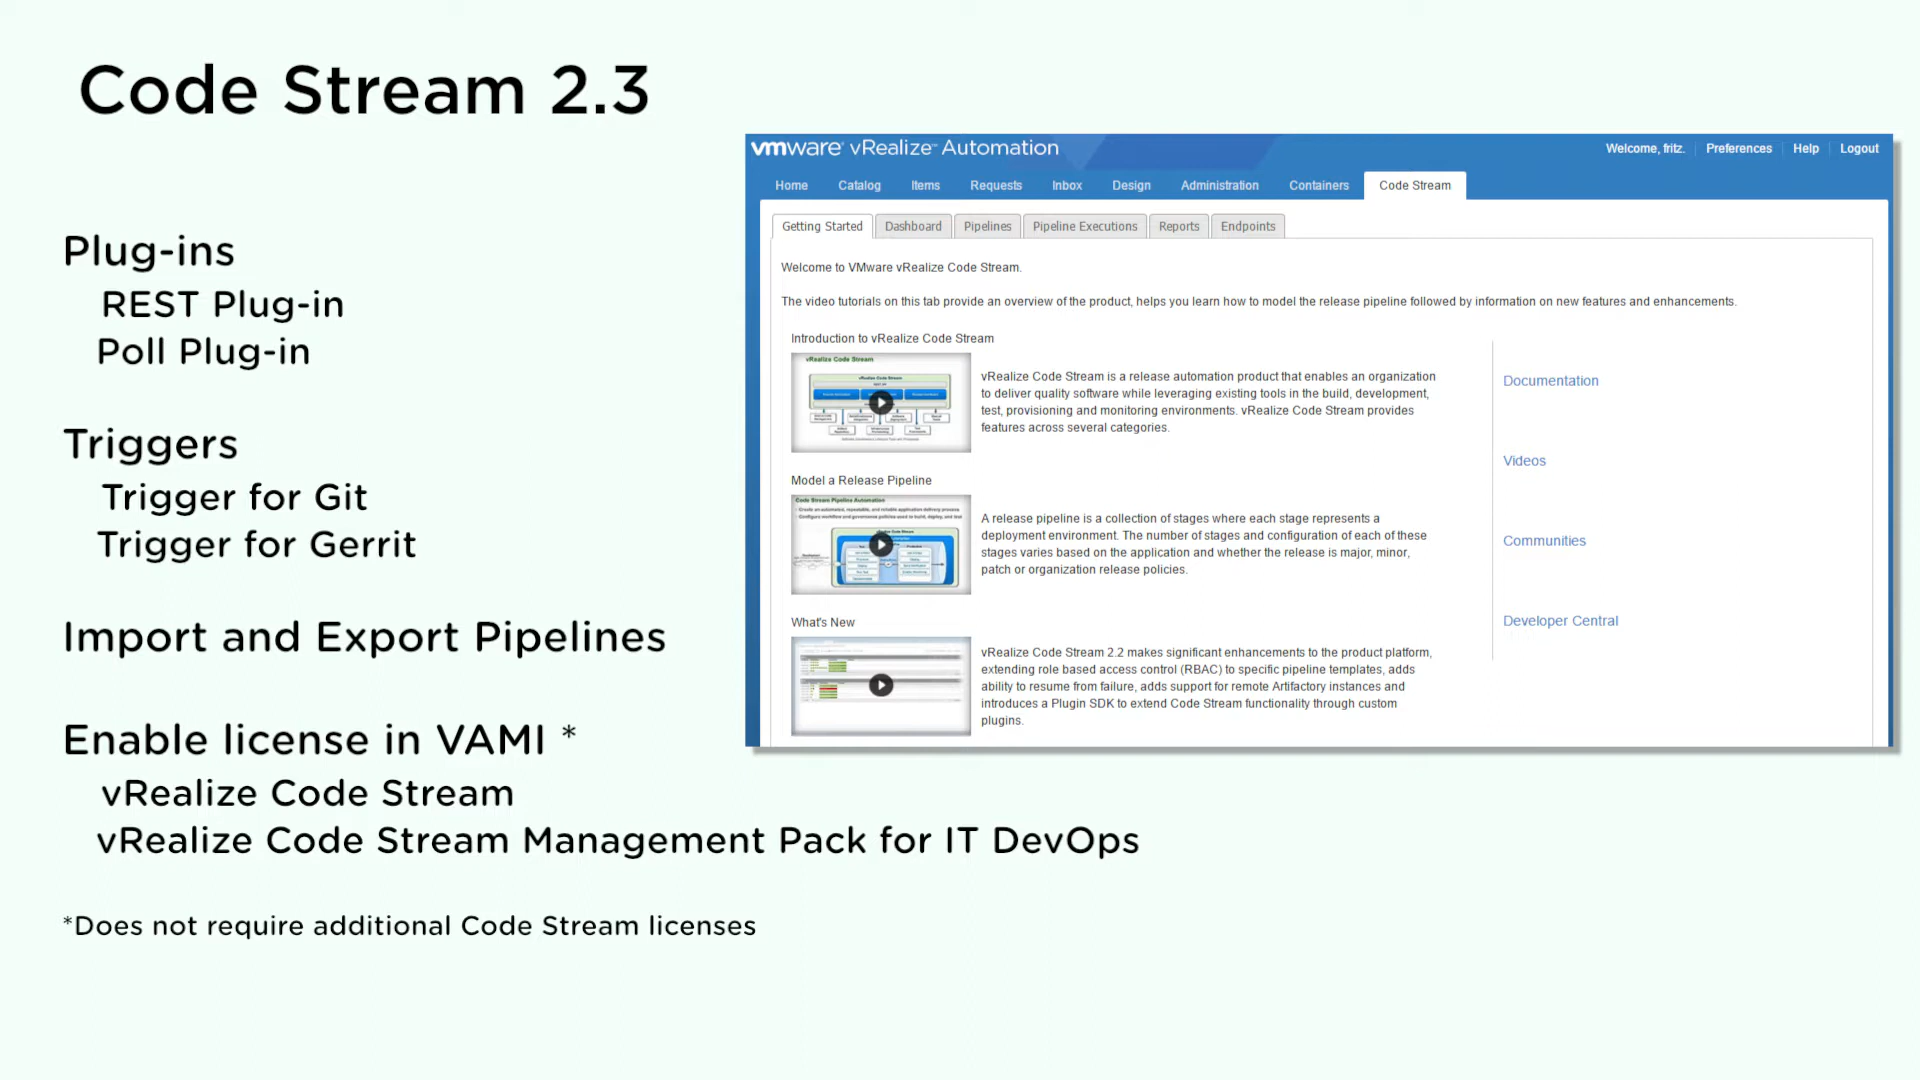 Code Stream 2.3
Plug-ins
REST Plug-in
Poll Plug-in
Triggers
Trigger for Git
Trigger for Gerrit
Import and Export Pipelines
Enable license in VAMI *
vRealize Code Stream
vRealize Code Stream Management Pack for IT DevOps
*Does not require additional Code Stream licenses
vmware® vRealize™ Automation
Welcome, fritz. Preferences Help Logout
Home Catalog Items Requests Inbox Design Administration Containers Code Stream
Getting Started Dashboard Pipelines Pipeline Executions Reports Endpoints
Welcome to VMware vRealize Code Stream.
The video tutorials on this tab provide an overview of the product, helps you learn how to model the release pipeline followed by information on new features and enhancements.
Introduction to vRealize Code Stream
vRealize Code Stream
vRealize Code Stream is a release automation product that enables an organization
to deliver quality software while leveraging existing tools in the build, development,
test, provisioning and monitoring environments. vRealize Code Stream provides
features across several categories.
Model a Release Pipeline
Code Stream Pipeline Automation
A release pipeline is a collection of stages where each stage represents a
deployment environment. The number of stages and configuration of each of these
stages varies based on the application and whether the release is major, minor,
patch or organization release policies.
What's New
vRealize Code Stream 2.2 makes significant enhancements to the product platform,
extending role based access control (RBAC) to specific pipeline templates, adds
ability to resume from failure, adds support for remote Artifactory instances and
introduces a Plugin SDK to extend Code Stream functionality through custom
plugins.
Documentation
Videos
Communities
Developer Central